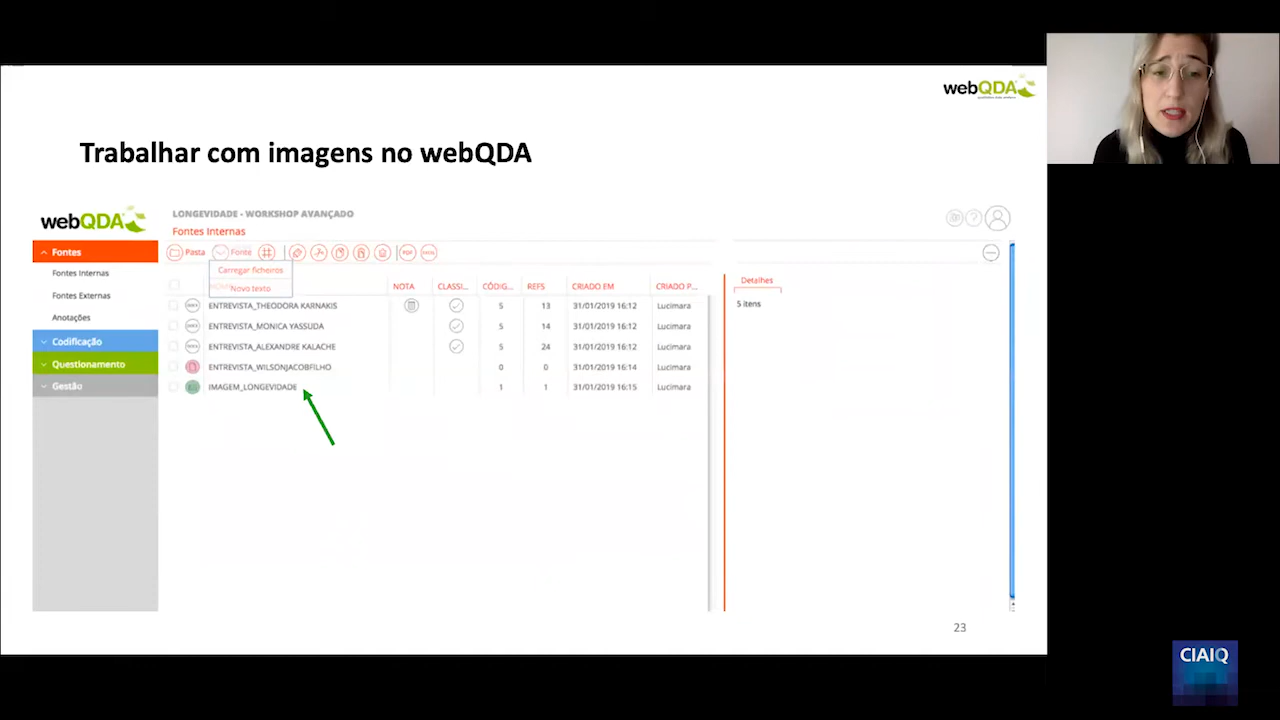 webQDA
Trabalhar com imagens no webQDA
webQDA
LONGEVIDADE - WORKSHOP AVANÇADO
Fontes Internas
Fontes
Pasta
Fonte
PDF
Carregar ficheiros
Novo texto
Fontes Internas
Fontes Externas
Anotações
Codificação
Questionamento
Gestão
NOTA CLASSI... CÓDIG... REFS CRIADO EM CRIADO P...
ENTREVISTA_THEODORA KARNAKIS 5 13 31/01/2019 16:12 Lucimara
ENTREVISTA_MONICA YASSUDA 5 14 31/01/2019 16:12 Lucimara
ENTREVISTA_ALEXANDRE KALACHE 5 24 31/01/2019 16:12 Lucimara
ENTREVISTA_WILSONJACOBFILHO 0 0 31/01/2019 16:14 Lucimara
IMAGEM_LONGEVIDADE 1 1 31/01/2019 16:15 Lucimara
Detalhes
5 itens
23
CIAIQ